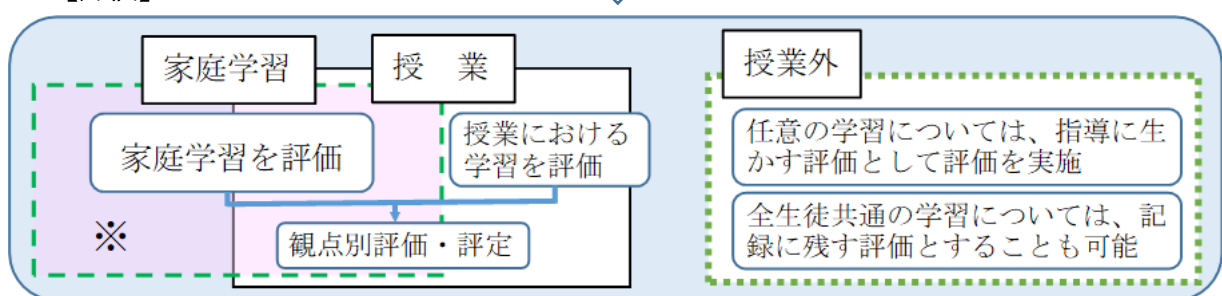 家庭学習
授　業
授業外
家庭学習を評価
授業における
学習を評価
※
観点別評価・評定
任意の学習については、指導に生
かす評価として評価を実施
全生徒共通の学習については、記
録に残す評価とすることも可能